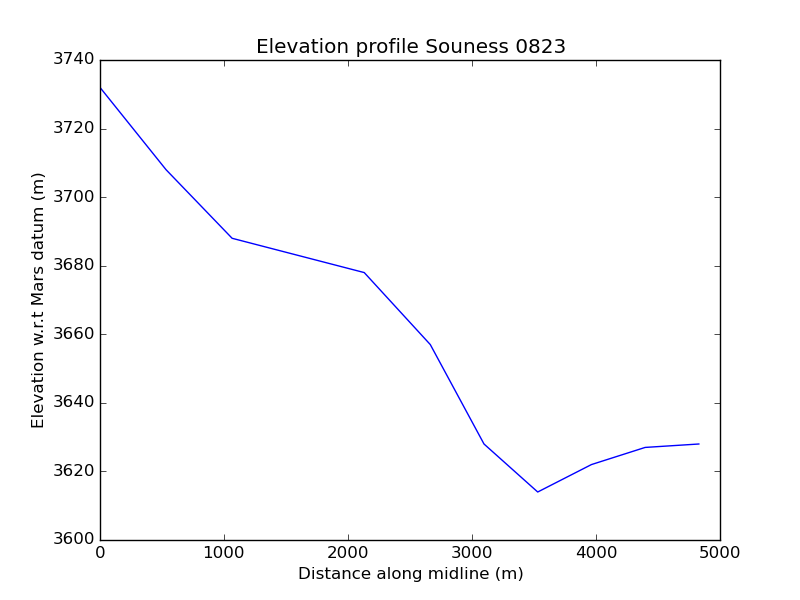 Elevation profile Souness 0823
3740
3720
3700
3680
3660
3640
3620
3600
Elevation w.r.t Mars datum (m)
0 1000 2000 3000 4000 5000
Distance along midline (m)